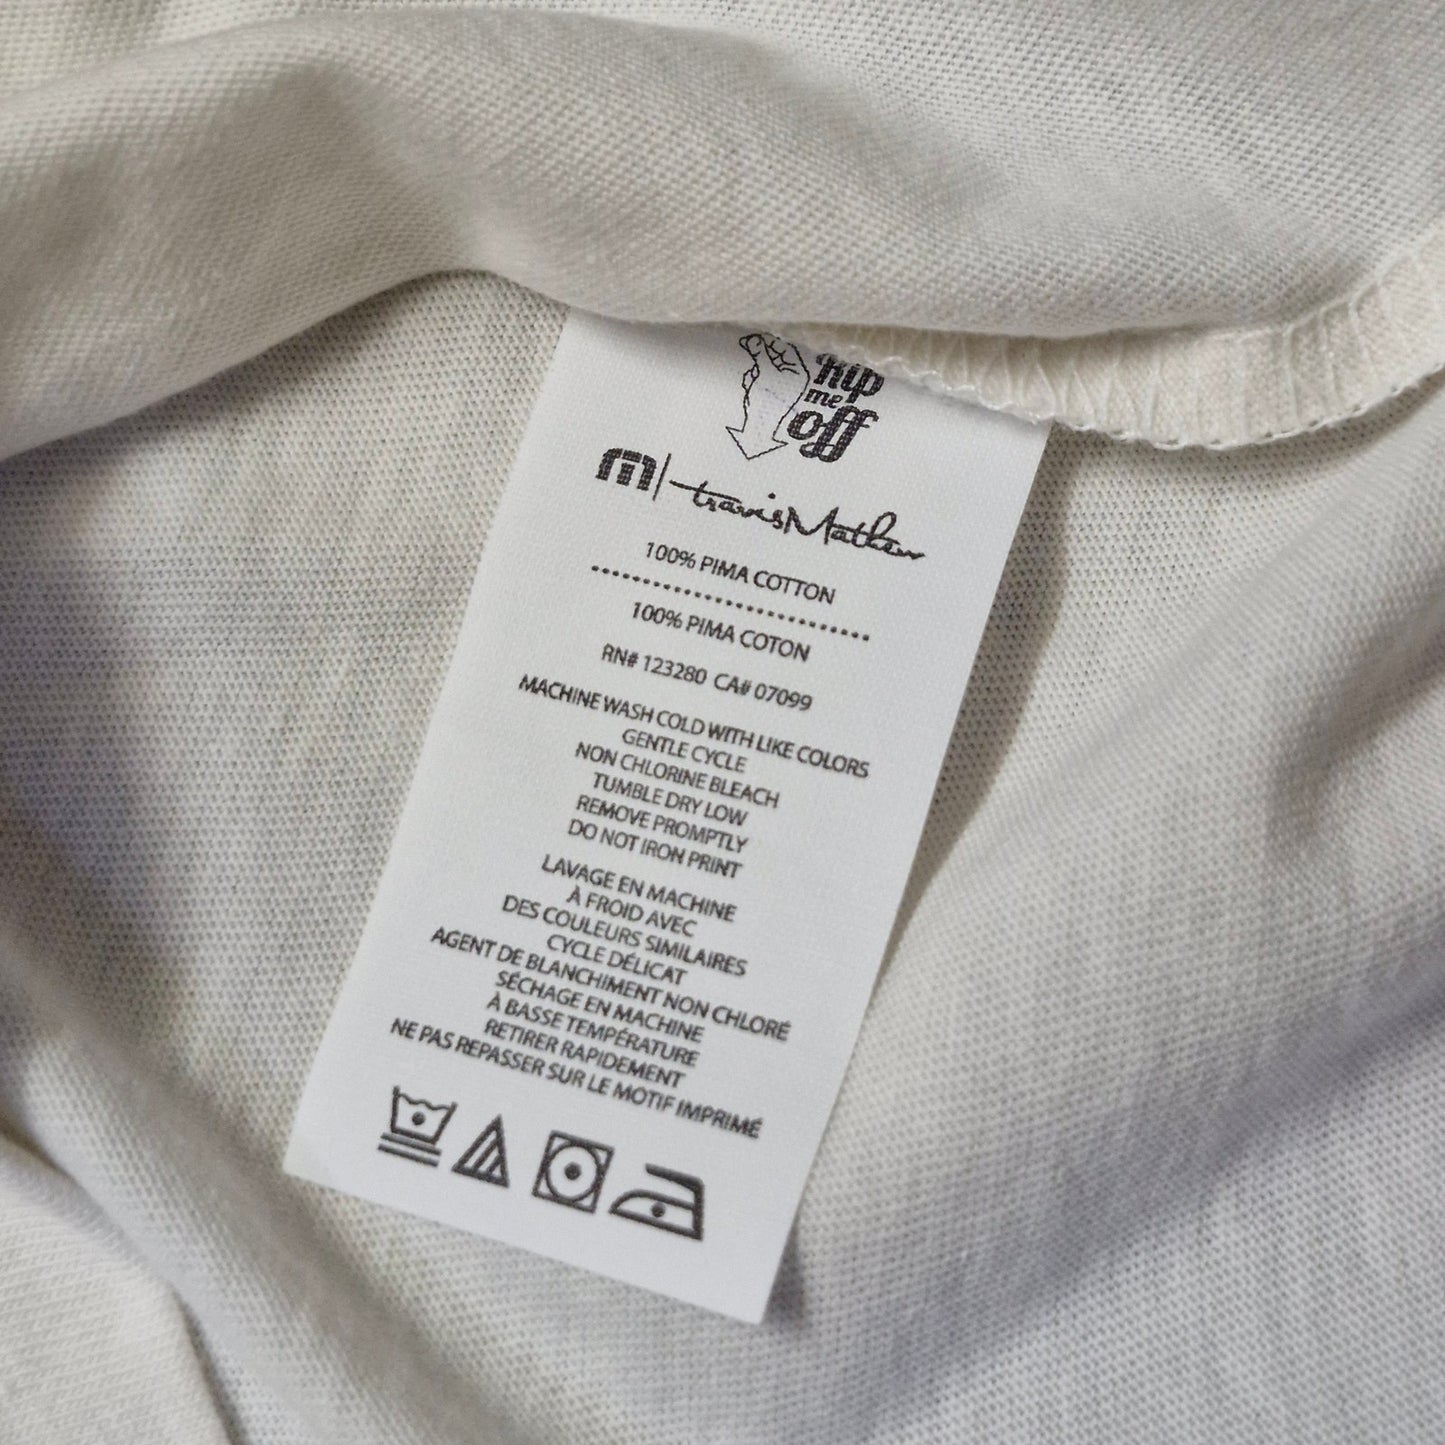 Rip
me
off
m|travisMathew
100% PIMA COTTON
100% PIMA COTON
RN# 123280 CA# 07099
MACHINE WASH COLD WITH LIKE COLORS
GENTLE CYCLE
NON CHLORINE BLEACH
TUMBLE DRY LOW
REMOVE PROMPTLY
DO NOT IRON PRINT
LAVAGE EN MACHINE
À FROID AVEC
DES COULEURS SIMILAIRES
CYCLE DÉLICAT
AGENT DE BLANCHIMENT NON CHLORÉ
SÉCHAGE EN MACHINE
À BASSE TEMPÉRATURE
RETIRER RAPIDEMENT
NE PAS REPASSER SUR LE MOTIF IMPRIMÉ